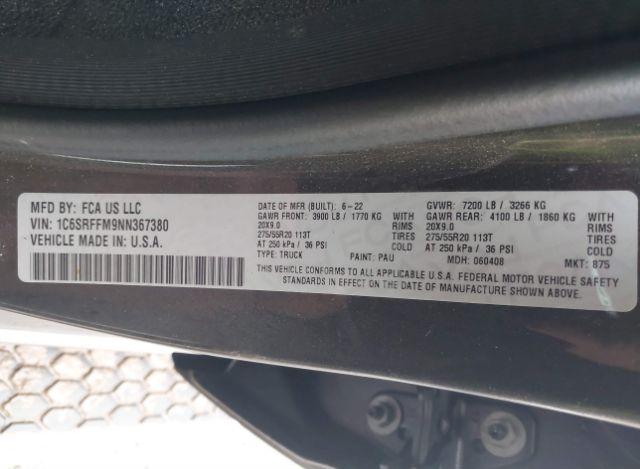 MFD BY: FCA US LLC
VIN: 1C6SRFFM9NN367380
VEHICLE MADE IN U.S.A.
DATE OF MFR (BUILT): 6-22 GVWR: 7200 LB / 3266 KG
GAWR FRONT: 3900 LB / 1770 KG WITH GAWR REAR: 4100 LB / 1860 KG WITH
20X9.0 RIMS 20X9.0 RIMS
275/55R20 113T TIRES 275/55R20 113T TIRES
AT 250 kPa / 36 PSI COLD AT 250 kPa / 36 PSI COLD
TYPE: TRUCK PAINT: PAU MDH: 060408 MKT: 875
THIS VEHICLE CONFORMS TO ALL APPLICABLE U.S.A. FEDERAL MOTOR VEHICLE SAFETY
STANDARDS IN EFFECT ON THE DATE OF MANUFACTURE SHOWN ABOVE.